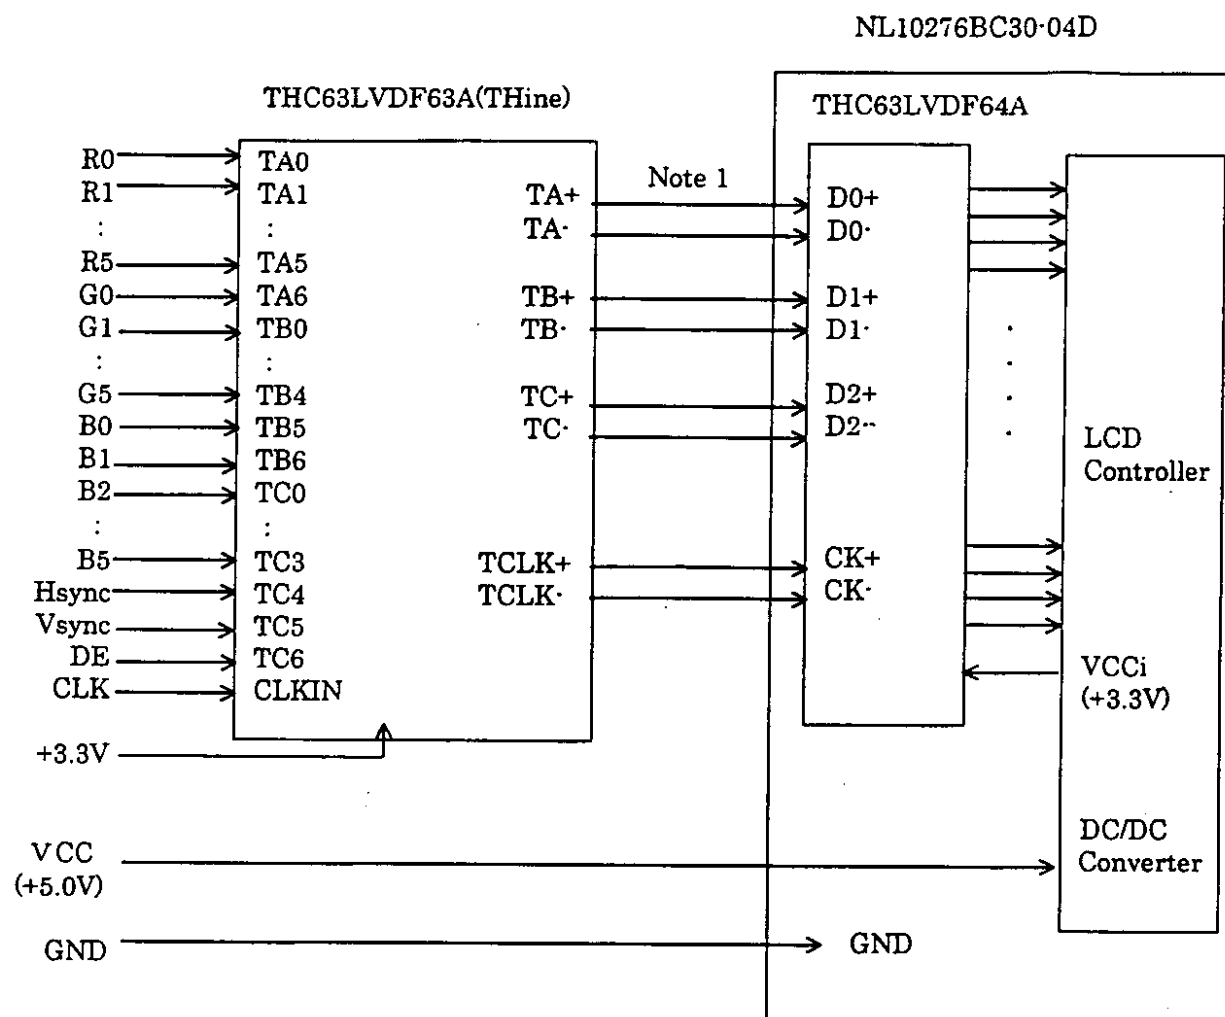 NL10276BC30·04D
THC63LVDF63A(THine)
THC63LVDF64A
R0
R1
:
R5
G0
G1
:
G5
B0
B1
B2
:
B5
Hsync
Vsync
DE
CLK
+3.3V
TA0
TA1
:
TA5
TA6
TB0
:
TB4
TB5
TB6
TC0
:
TC3
TC4
TC5
TC6
CLKIN
TA+
TA-
TB+
TB-
TC+
TC-
TCLK+
TCLK-
Note 1
D0+
D0-
D1+
D1-
D2+
D2-
CK+
CK-
LCD
Controller
VCCi
(+3.3V)
DC/DC
Converter
VCC
(+5.0V)
GND
GND